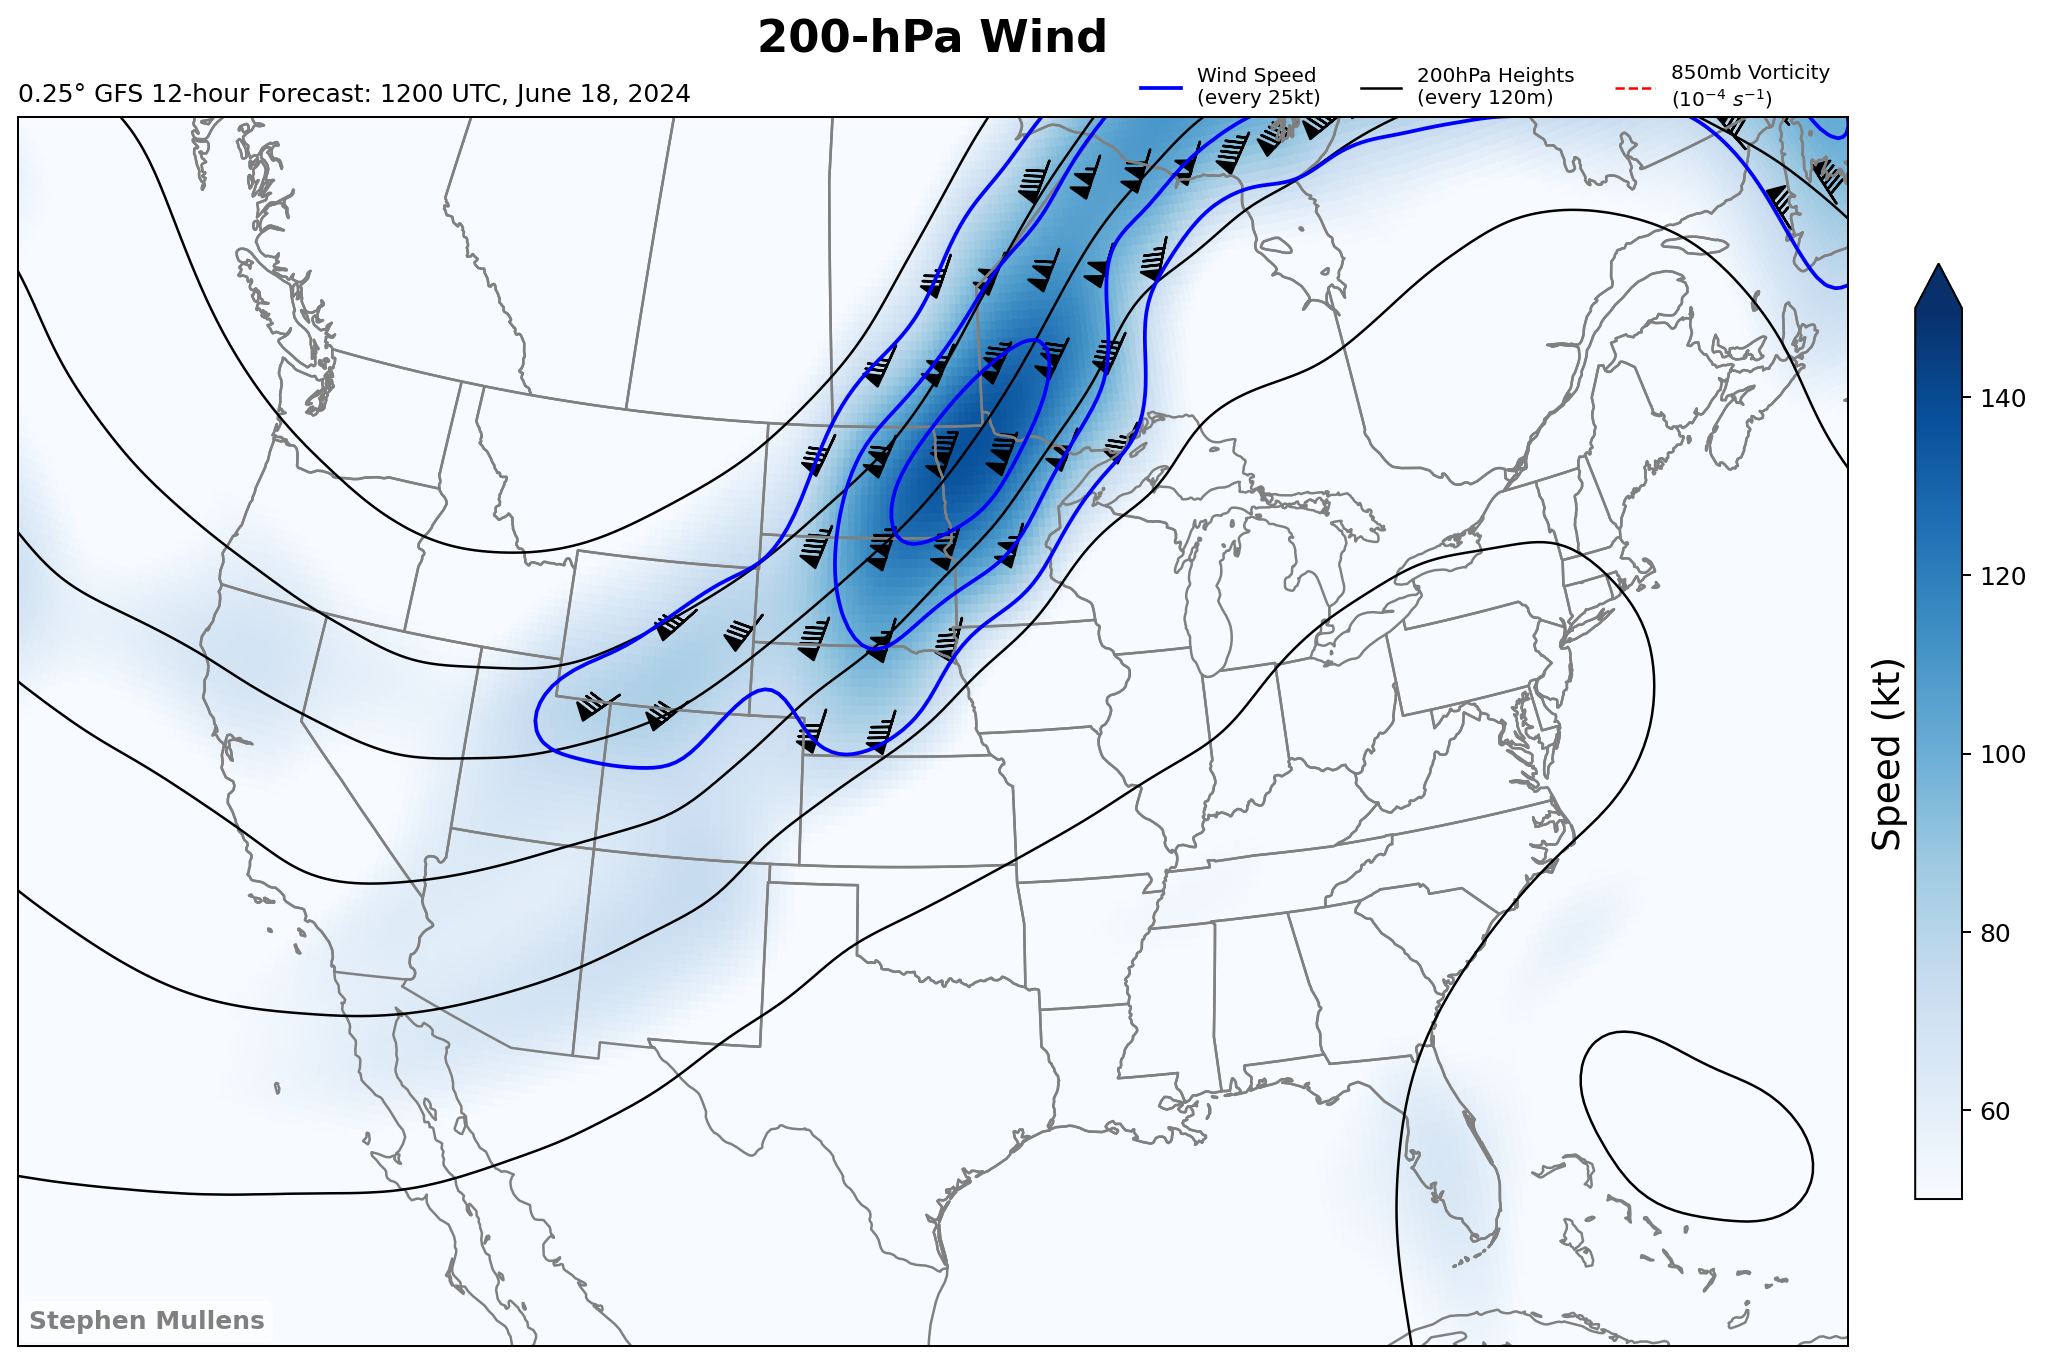 200-hPa Wind
0.25° GFS 12-hour Forecast: 1200 UTC, June 18, 2024
Wind Speed
(every 25kt)
200hPa Heights
(every 120m)
850mb Vorticity
(10⁻⁴ s⁻¹)
140
120
100
80
60
Speed (kt)
Stephen Mullens